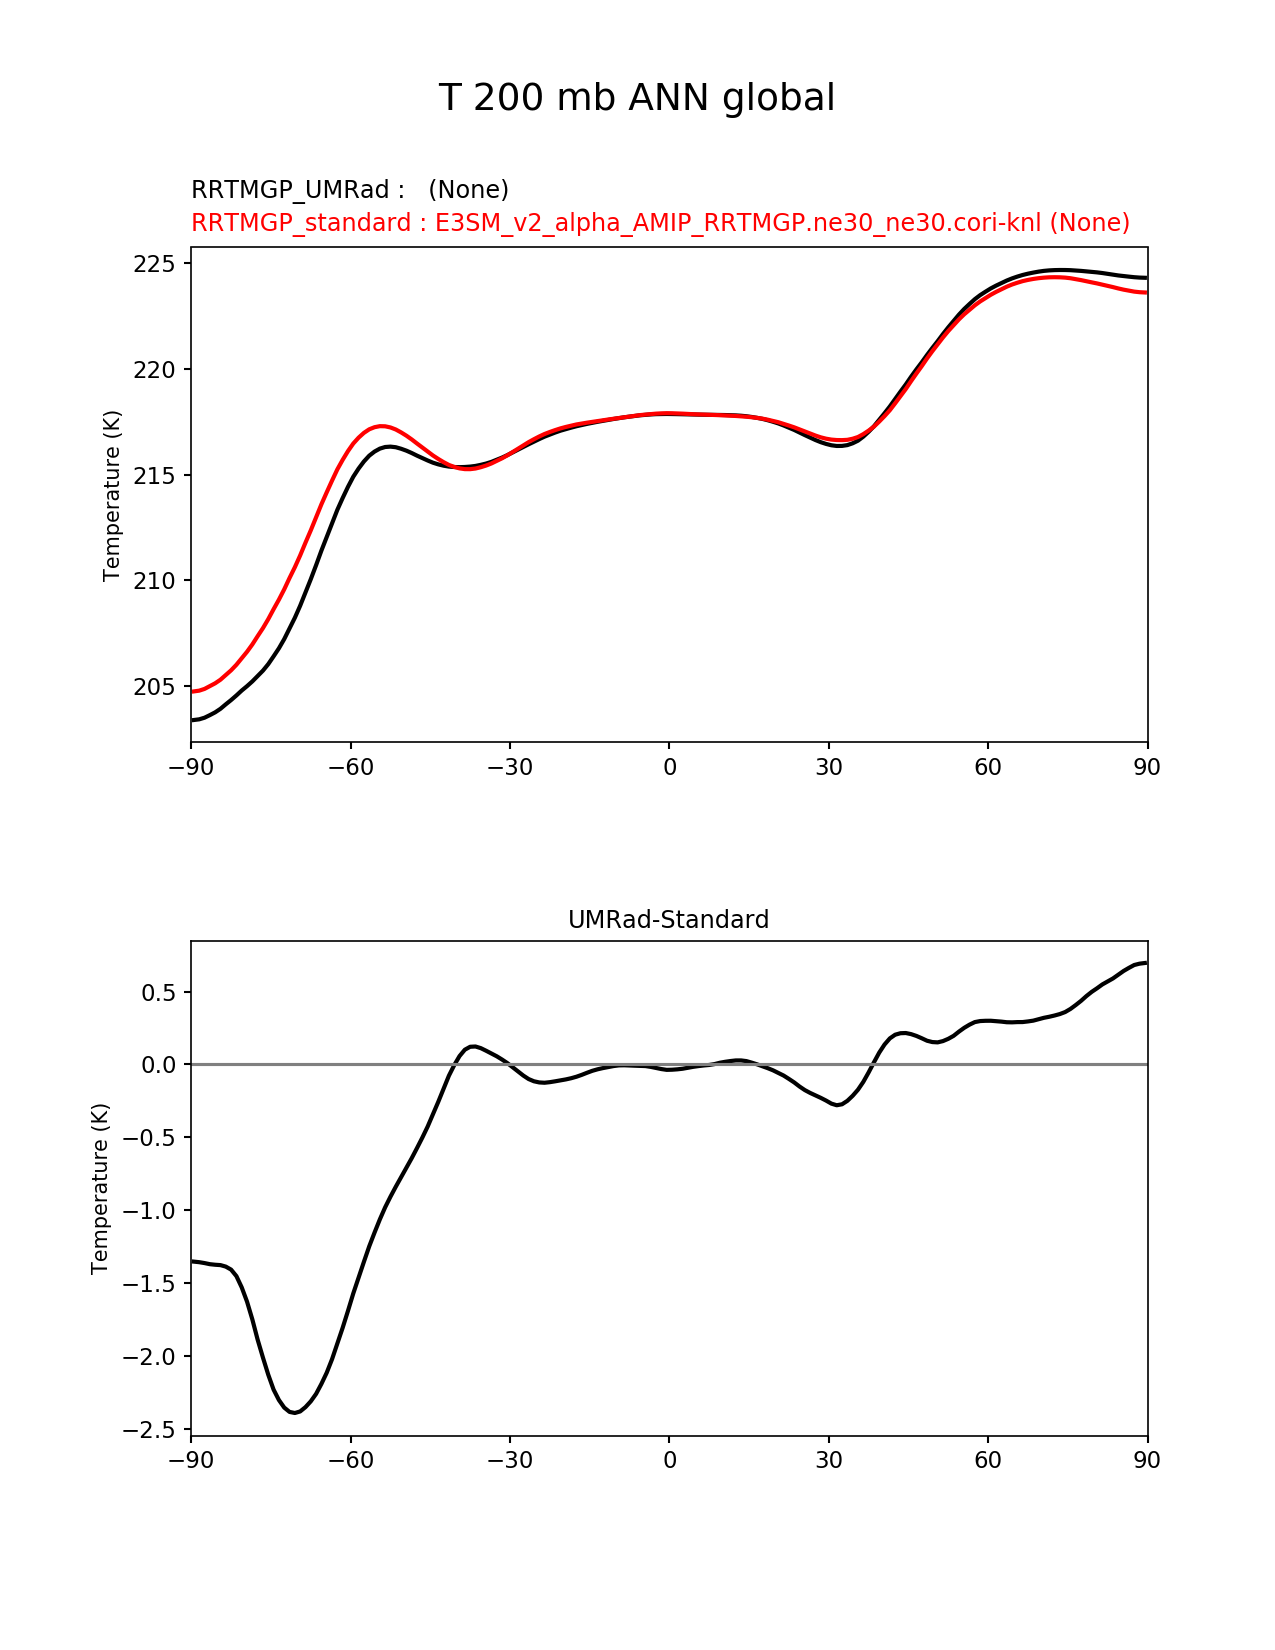 T 200 mb ANN global
RRTMGP_UMRad :   (None)
RRTMGP_standard : E3SM_v2_alpha_AMIP_RRTMGP.ne30_ne30.cori-knl (None)
Temperature (K)
225
220
215
210
205
−90 −60 −30 0 30 60 90
UMRad-Standard
Temperature (K)
0.5
0.0
−0.5
−1.0
−1.5
−2.0
−2.5
−90 −60 −30 0 30 60 90